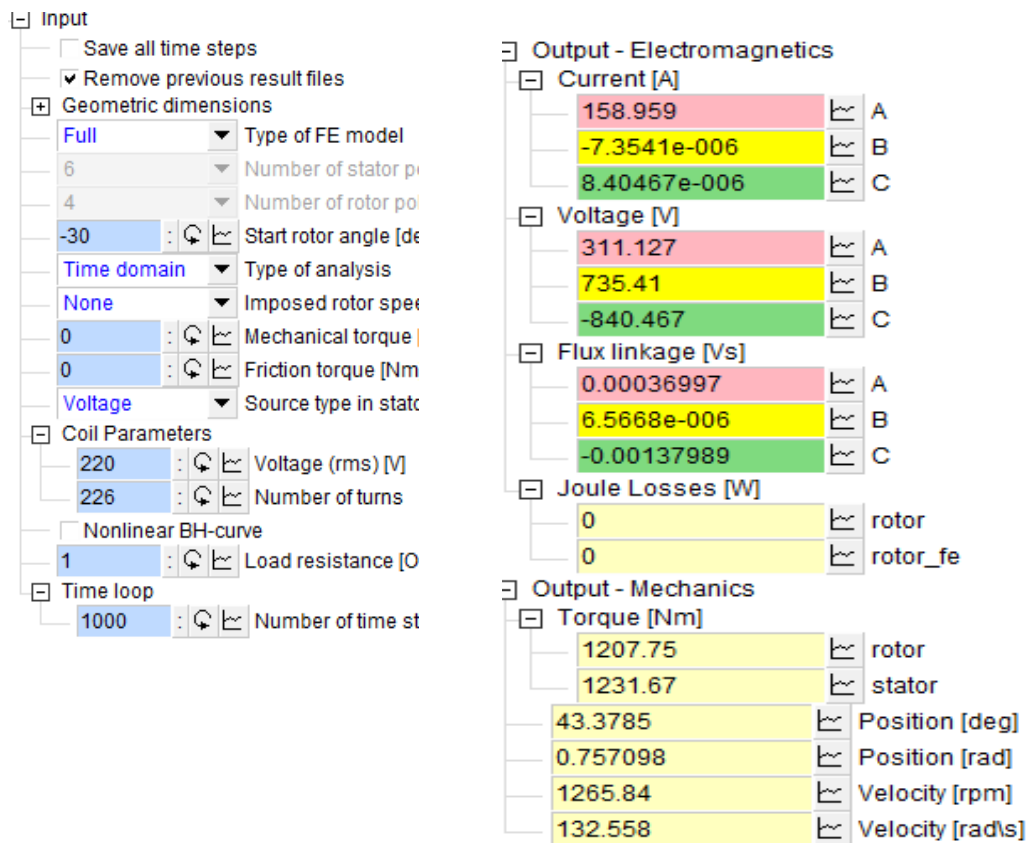 Input
Save all time steps
Remove previous result files
Geometric dimensions
Full Type of FE model
6 Number of stator p
4 Number of rotor po
-30 : Start rotor angle [de
Time domain Type of analysis
None Imposed rotor spee
0 : Mechanical torque [
0 : Friction torque [Nm
Voltage Source type in stato
Coil Parameters
220 : Voltage (rms) [V]
226 : Number of turns
Nonlinear BH-curve
1 : Load resistance [O
Time loop
1000 : Number of time st
Output - Electromagnetics
Current [A]
158.959 A
-7.3541e-006 B
8.40467e-006 C
Voltage [V]
311.127 A
735.41 B
-840.467 C
Flux linkage [Vs]
0.00036997 A
6.5668e-006 B
-0.00137989 C
Joule Losses [W]
0 rotor
0 rotor_fe
Output - Mechanics
Torque [Nm]
1207.75 rotor
1231.67 stator
43.3785 Position [deg]
0.757098 Position [rad]
1265.84 Velocity [rpm]
132.558 Velocity [rad\s]